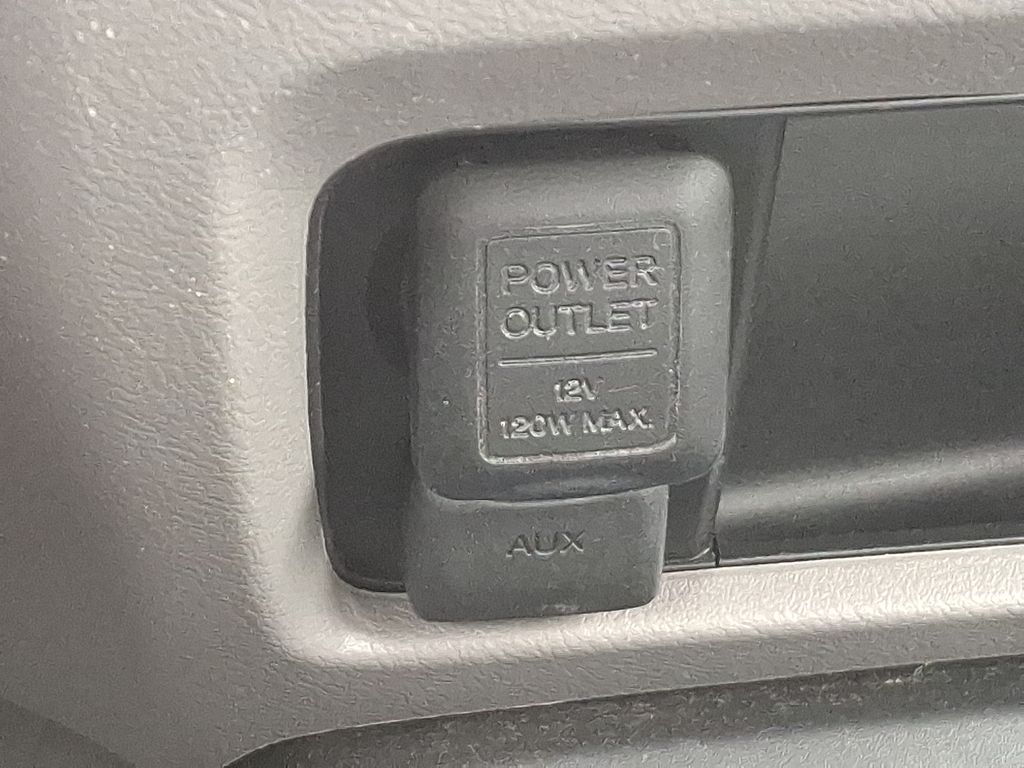 POWER
OUTLET
12V
120W MAX.
AUX